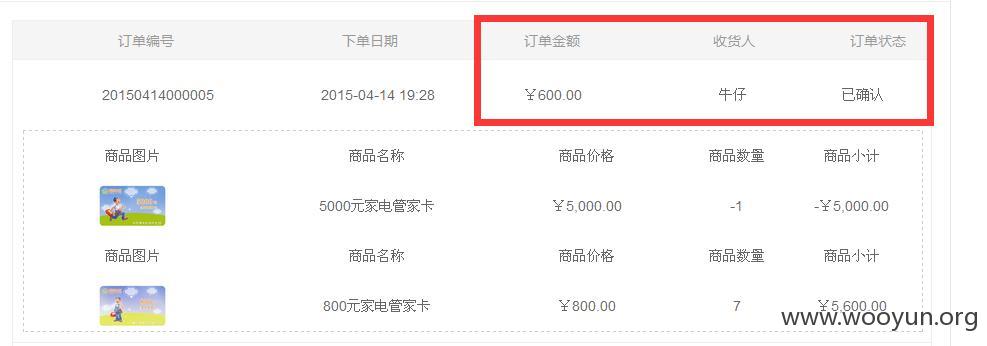 订单编号 下单日期 订单金额 收货人 订单状态
20150414000005 2015-04-14 19:28 ￥600.00 牛仔 已确认
商品图片 商品名称 商品价格 商品数量 商品小计
5000元家电管家卡 ￥5,000.00 -1 -￥5,000.00
商品图片 商品名称 商品价格 商品数量 商品小计
800元家电管家卡 ￥800.00 7 ￥5,600.00
www.wooyun.org